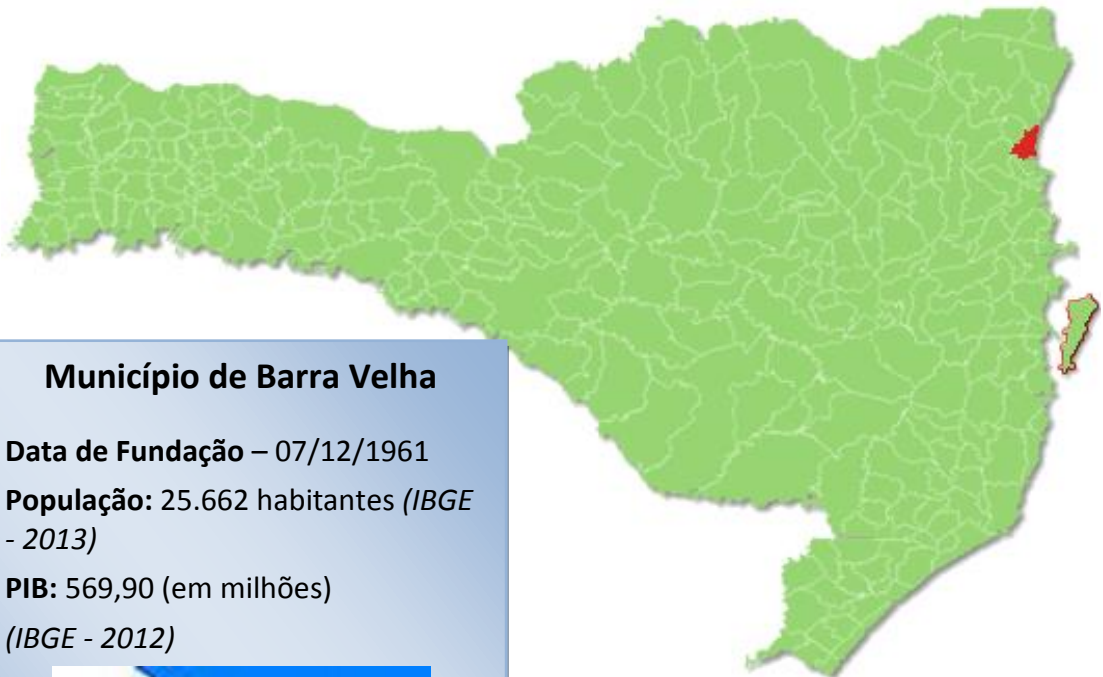 Município de Barra Velha
Data de Fundação – 07/12/1961
População: 25.662 habitantes (IBGE
- 2013)
PIB: 569,90 (em milhões)
(IBGE - 2012)